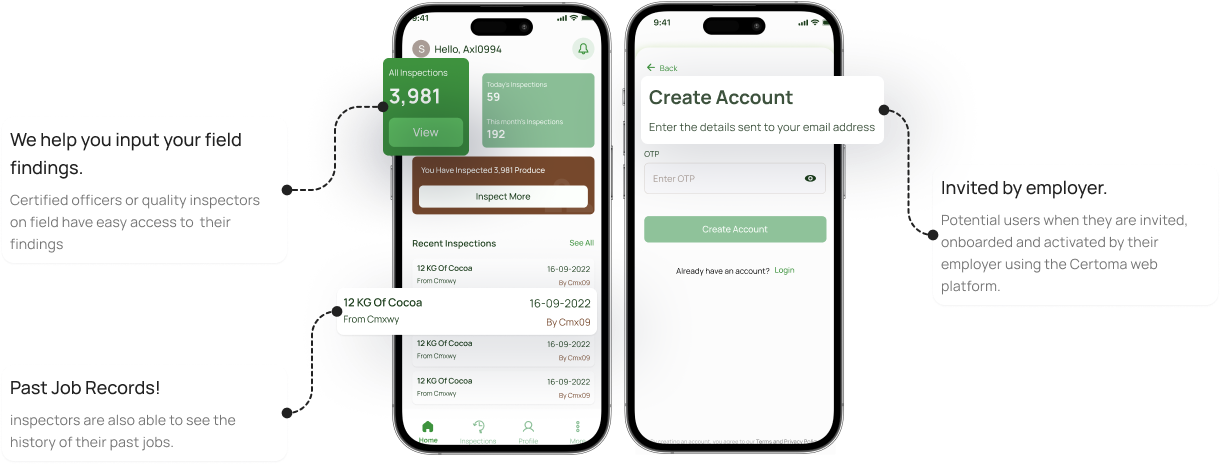 We help you input your field
findings.
Certified officers or quality inspectors
on field have easy access to their
findings
Past Job Records!
inspectors are also able to see the
history of their past jobs.
9:41
S
Hello, Axl0994
All Inspections
3,981
View
Today's Inspections
59
This month's Inspections
192
You Have Inspected 3,981 Produce
Inspect More
Recent Inspections See All
12 KG Of Cocoa 16-09-2022
From Cmxwy By Cmx09
12 KG Of Cocoa 16-09-2022
From Cmxwy By Cmx09
12 KG Of Cocoa 16-09-2022
From Cmxwy By Cmx09
12 KG Of Cocoa 16-09-2022
From Cmxwy By Cmx09
Home Inspections Profile More
9:41
Back
Create Account
Enter the details sent to your email address
OTP
Enter OTP
Create Account
Already have an account? Login
creating an account, you agree to our Terms and Privacy
Invited by employer.
Potential users when they are invited,
onboarded and activated by their
employer using the Certoma web
platform.